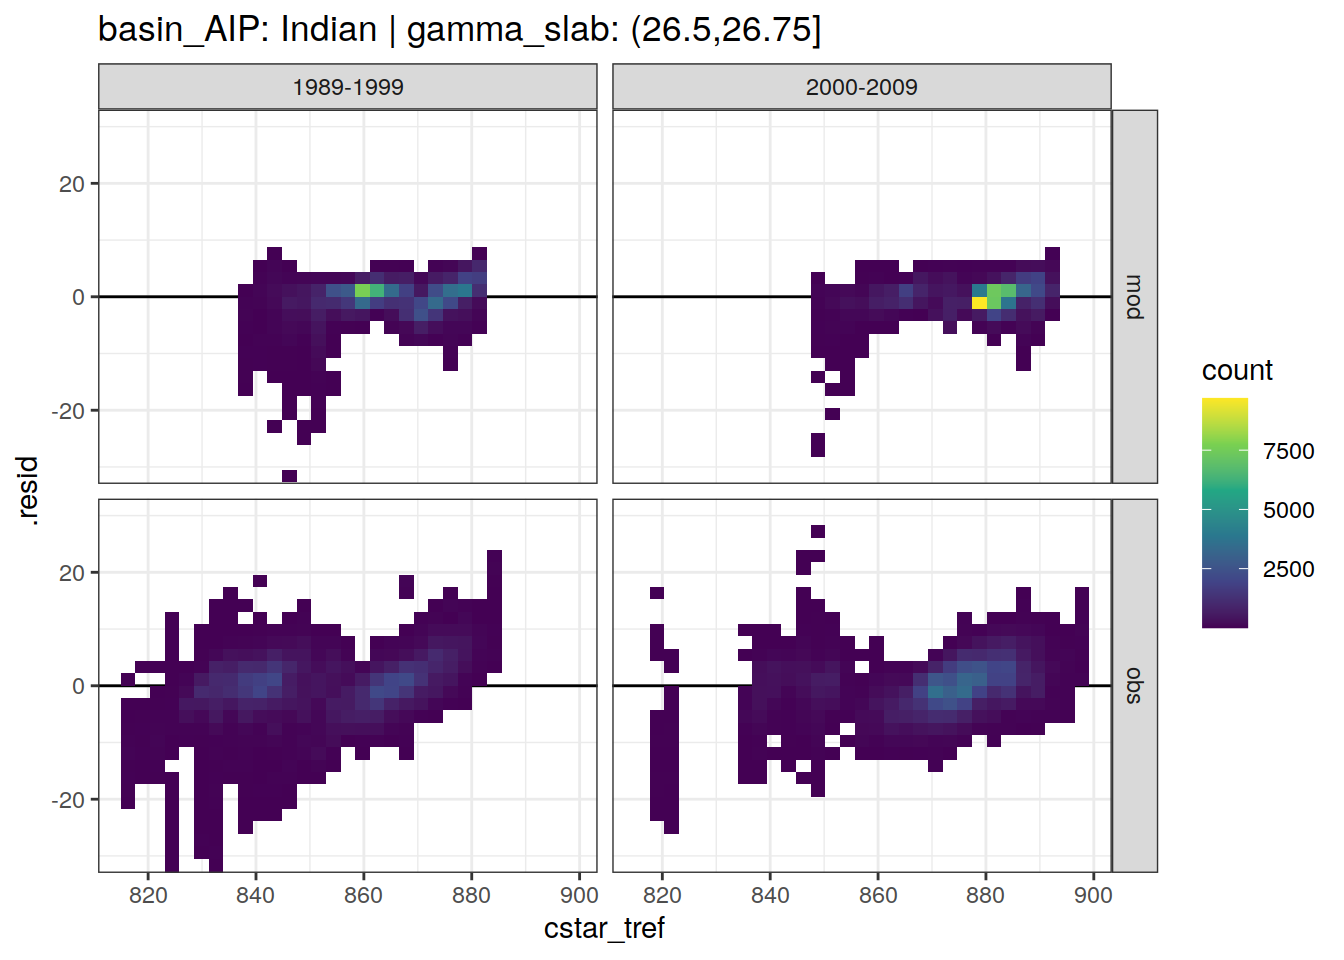 basin_AIP: Indian | gamma_slab: (26.5,26.75]
1989-1999
2000-2009
20
0
-20
mod
20
0
-20
obs
.resid
820 840 860 880 900
820 840 860 880 900
cstar_tref
count
7500
5000
2500